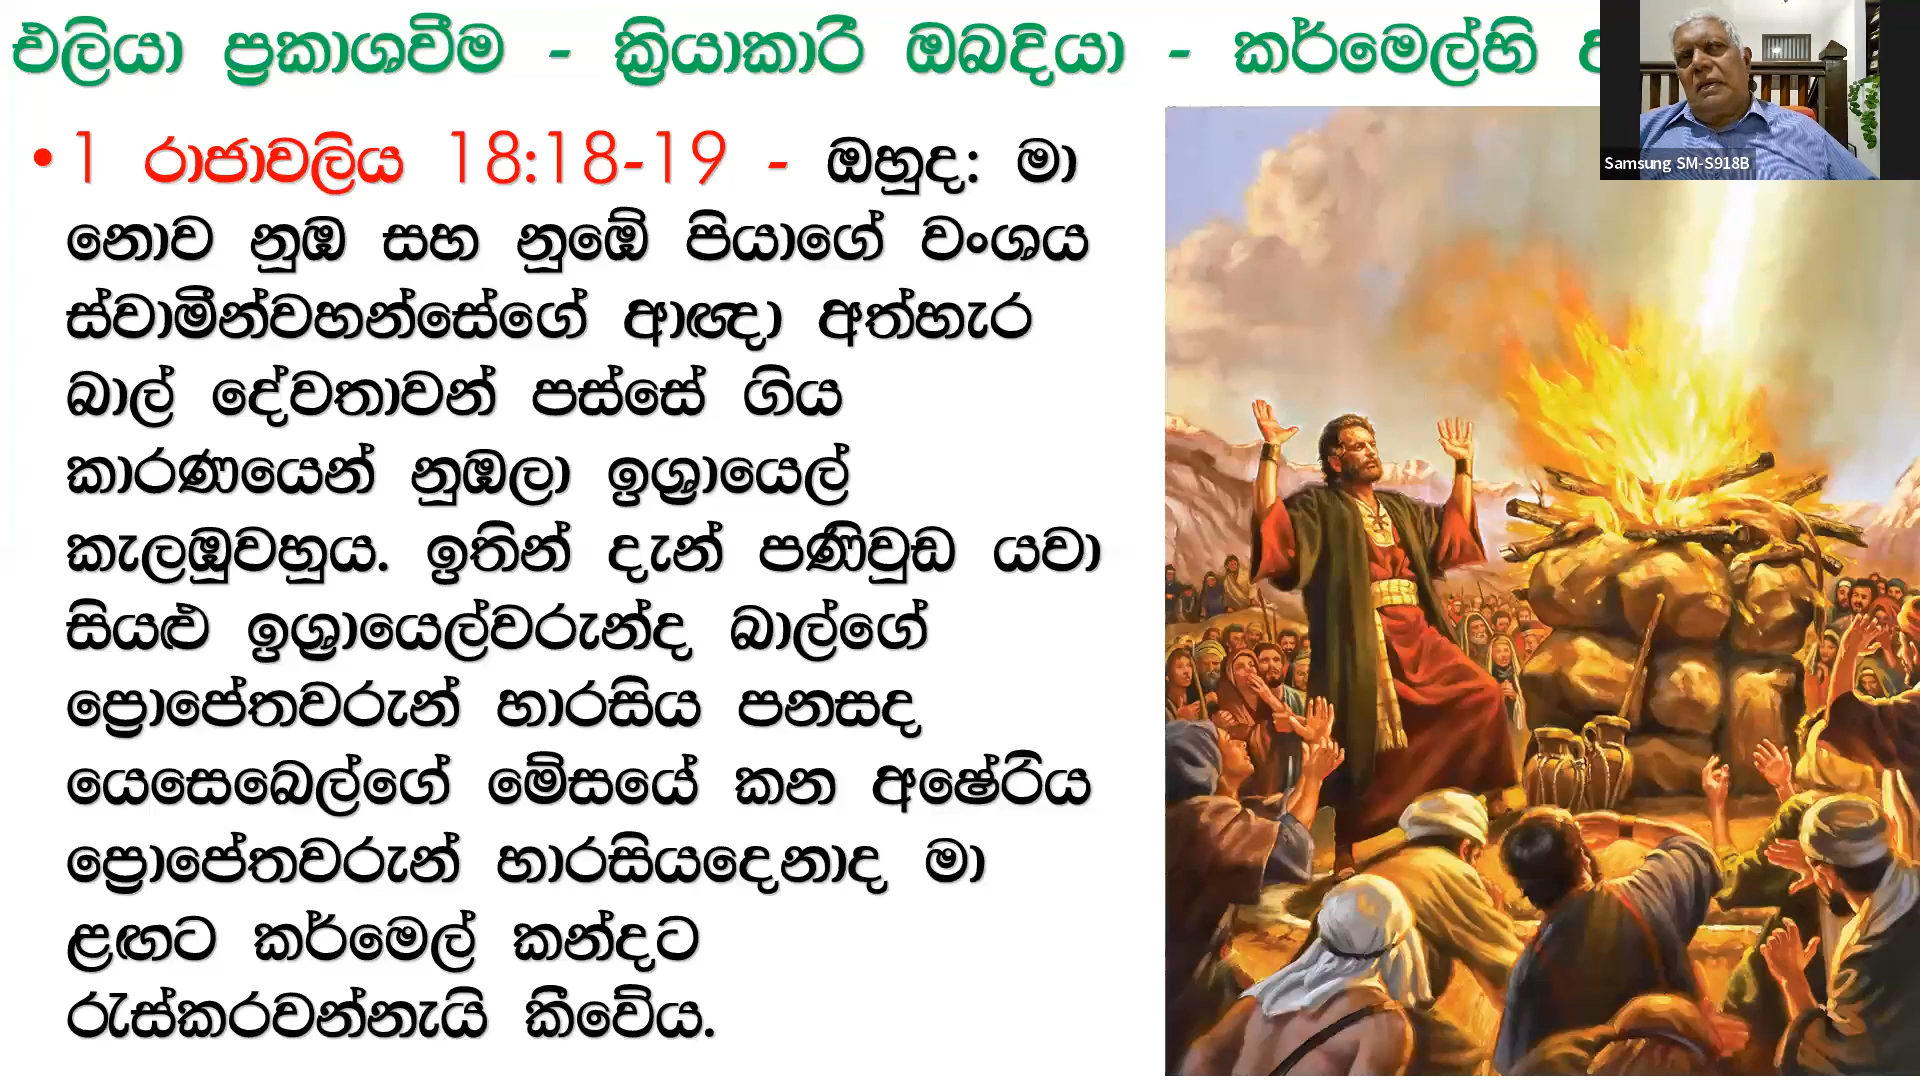 එලියා ප්‍රකාශවීම - ක්‍රියාකාරී ඔබදියා - කර්මෙල්හි
Samsung SM-S918B
• 1 රාජාවලිය 18:18-19 - ඔහුද: මා
නොව නුඹ සහ නුඹේ පියාගේ වංශය
ස්වාමීන්වහන්සේගේ ආඥා අත්හැර
බාල් දේවතාවන් පස්සේ ගිය
කාරණයෙන් නුඹලා ඉශ්‍රායෙල්
කැලඹූවහුය. ඉතින් දැන් පණිවුඩ යවා
සියළු ඉශ්‍රායෙල්වරුන්ද බාල්ගේ
ප්‍රොපේතවරුන් හාරසිය පනසද
යෙසෙබෙල්ගේ මේසයේ කන අෂේරිය
ප්‍රොපේතවරුන් හාරසියදෙනාද මා
ළඟට කර්මෙල් කන්දට
රැස්කරවන්නැයි කීවේය.